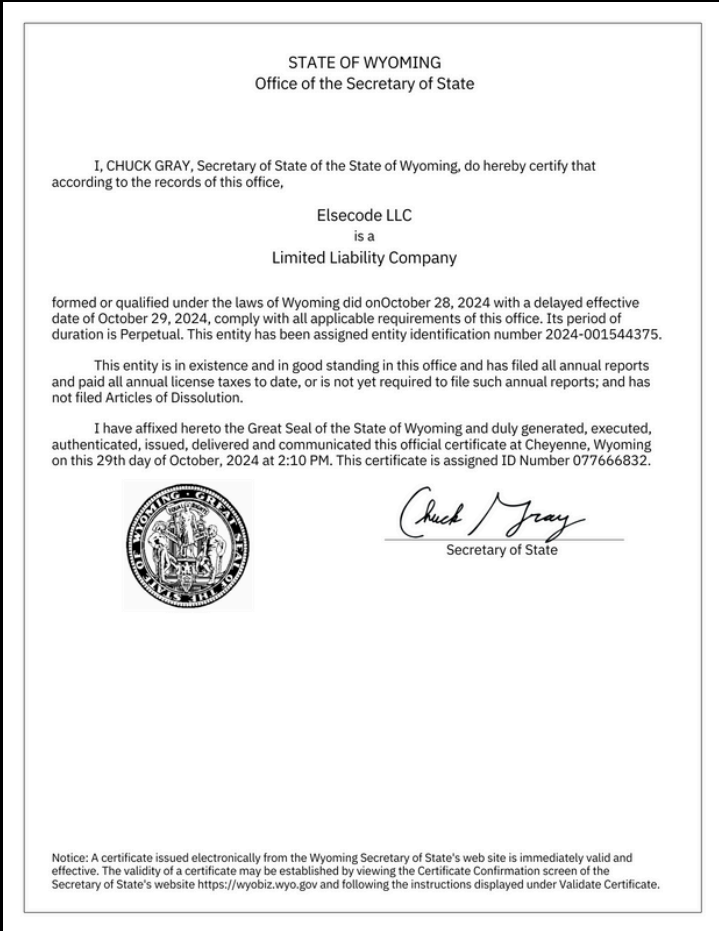 STATE OF WYOMING
Office of the Secretary of State
I, CHUCK GRAY, Secretary of State of the State of Wyoming, do hereby certify that
according to the records of this office,
Elsecode LLC
is a
Limited Liability Company
formed or qualified under the laws of Wyoming did onOctober 28, 2024 with a delayed effective
date of October 29, 2024, comply with all applicable requirements of this office. Its period of
duration is Perpetual. This entity has been assigned entity identification number 2024-001544375.
This entity is in existence and in good standing in this office and has filed all annual reports
and paid all annual license taxes to date, or is not yet required to file such annual reports; and has
not filed Articles of Dissolution.
I have affixed hereto the Great Seal of the State of Wyoming and duly generated, executed,
authenticated, issued, delivered and communicated this official certificate at Cheyenne, Wyoming
on this 29th day of October, 2024 at 2:10 PM. This certificate is assigned ID Number 077666832.
GREAT SEAL OF THE STATE OF WYOMING
Chuck Gray
Secretary of State
Notice: A certificate issued electronically from the Wyoming Secretary of State's web site is immediately valid and
effective. The validity of a certificate may be established by viewing the Certificate Confirmation screen of the
Secretary of State's website https://wyobiz.wyo.gov and following the instructions displayed under Validate Certificate.